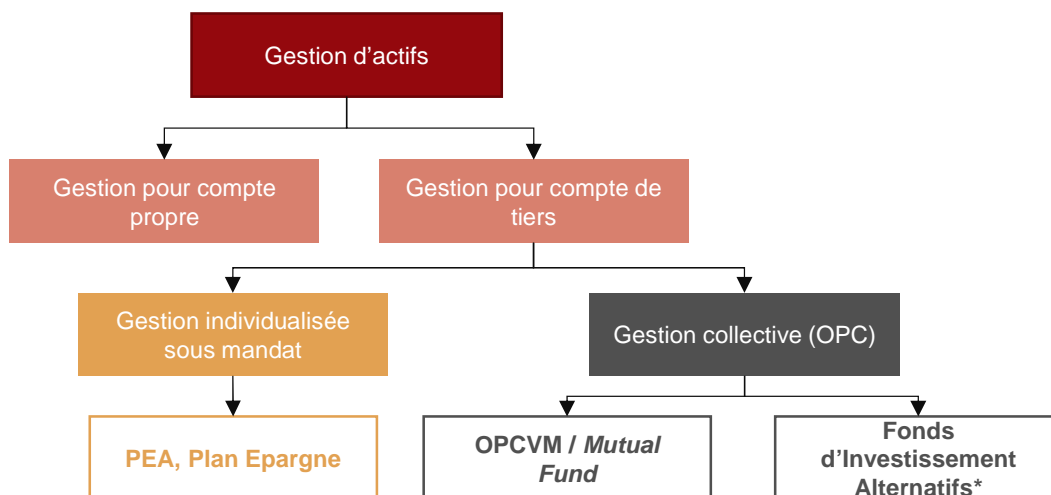 Gestion d’actifs
Gestion pour compte
propre
Gestion pour compte de
tiers
Gestion individualisée
sous mandat
Gestion collective (OPC)
PEA, Plan Epargne
OPCVM / Mutual
Fund
Fonds
d’Investissement
Alternatifs*